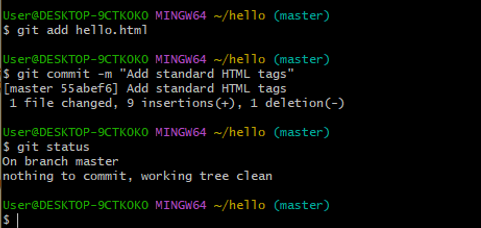 User@DESKTOP-9CTKOKO MINGW64 ~/hello (master)
$ git add hello.html
User@DESKTOP-9CTKOKO MINGW64 ~/hello (master)
$ git commit -m "Add standard HTML tags"
[master 55abef6] Add standard HTML tags
 1 file changed, 9 insertions(+), 1 deletion(-)
User@DESKTOP-9CTKOKO MINGW64 ~/hello (master)
$ git status
On branch master
nothing to commit, working tree clean
User@DESKTOP-9CTKOKO MINGW64 ~/hello (master)
$